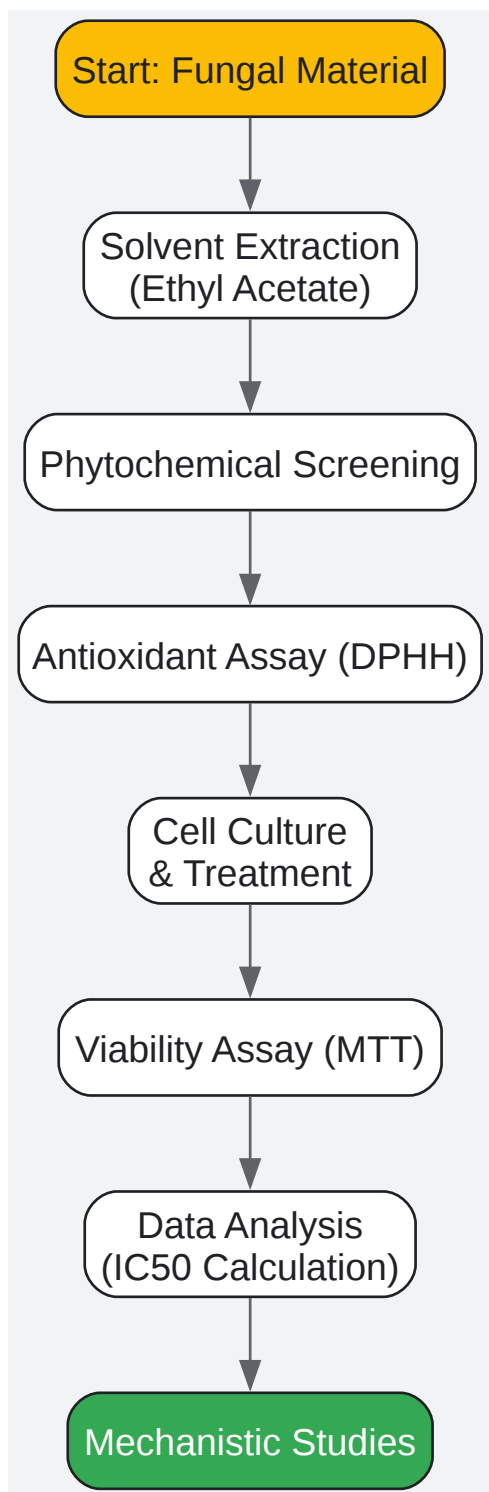 Start: Fungal Material
Solvent Extraction
(Ethyl Acetate)
Phytochemical Screening
Antioxidant Assay (DPHH)
Cell Culture
& Treatment
Viability Assay (MTT)
Data Analysis
(IC50 Calculation)
Mechanistic Studies